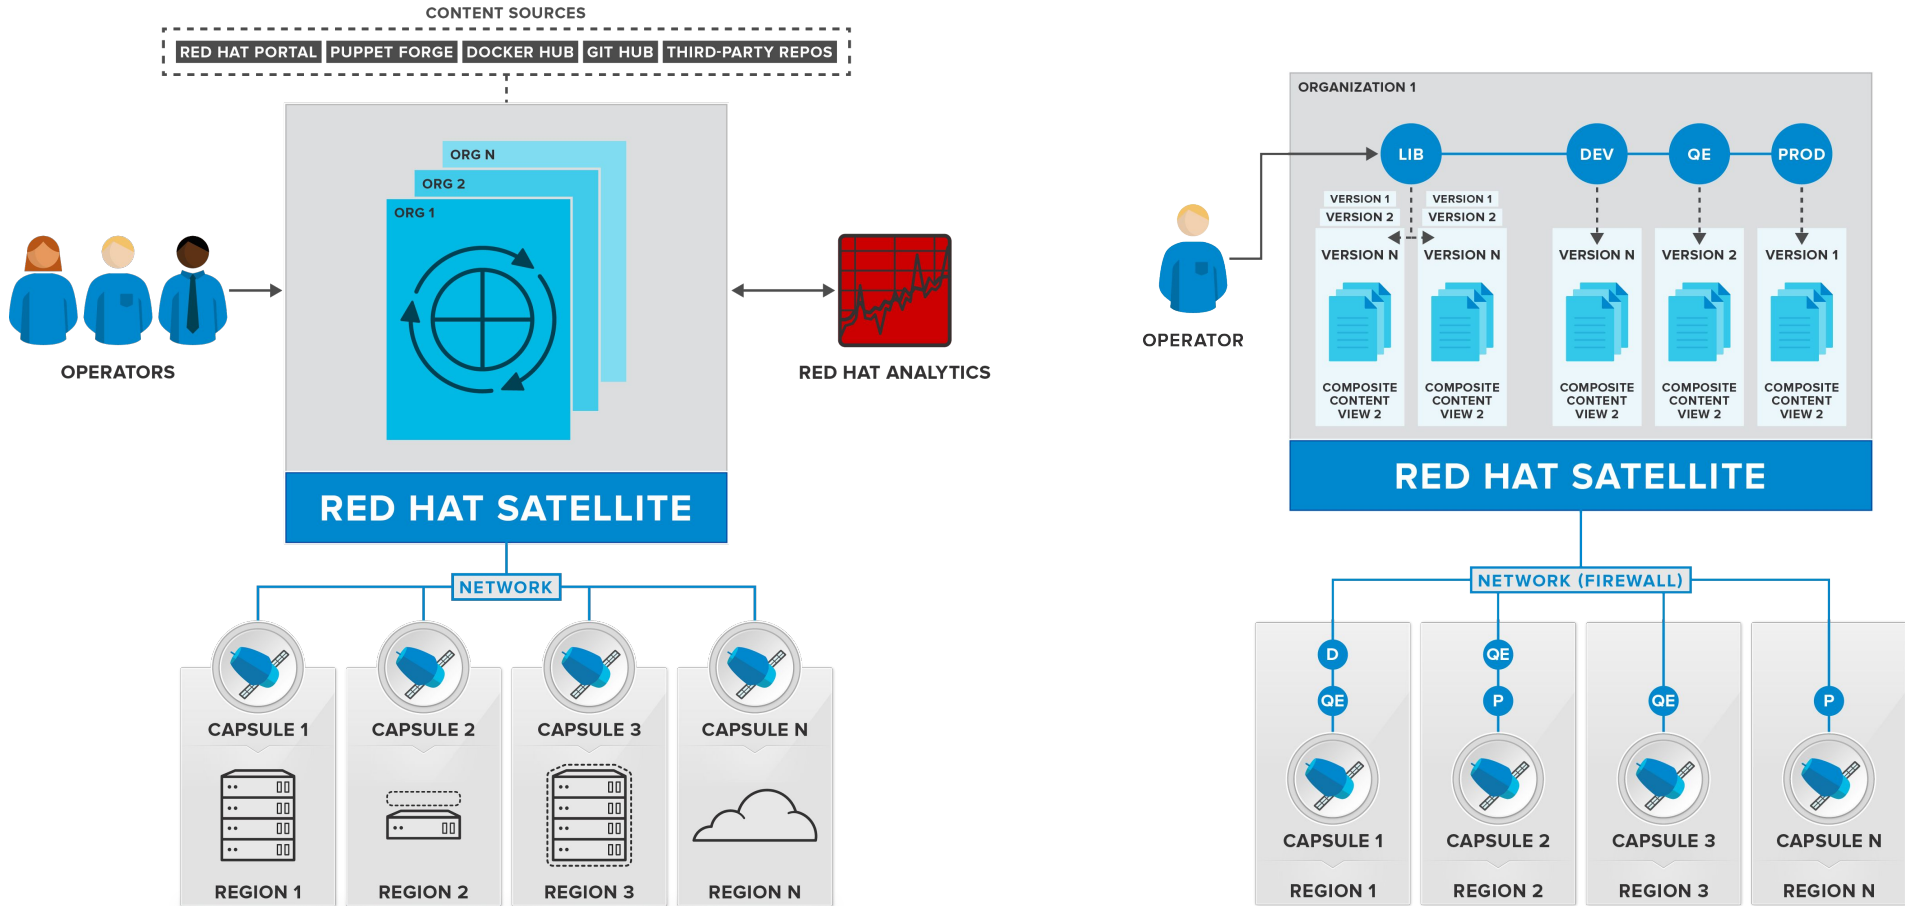 CONTENT SOURCES
RED HAT PORTAL PUPPET FORGE DOCKER HUB GIT HUB THIRD-PARTY REPOS
ORG N
ORG 2
ORG 1
OPERATORS
RED HAT ANALYTICS
RED HAT SATELLITE
NETWORK
CAPSULE 1 CAPSULE 2 CAPSULE 3 CAPSULE N
REGION 1 REGION 2 REGION 3 REGION N
ORGANIZATION 1
LIB DEV QE PROD
VERSION 1 VERSION 1
VERSION 2 VERSION 2
VERSION N VERSION N VERSION N VERSION 2 VERSION 1
OPERATOR
COMPOSITE COMPOSITE COMPOSITE COMPOSITE COMPOSITE
CONTENT CONTENT CONTENT CONTENT CONTENT
VIEW 2 VIEW 2 VIEW 2 VIEW 2 VIEW 2
RED HAT SATELLITE
NETWORK (FIREWALL)
D QE
QE P QE P
CAPSULE 1 CAPSULE 2 CAPSULE 3 CAPSULE N
REGION 1 REGION 2 REGION 3 REGION N